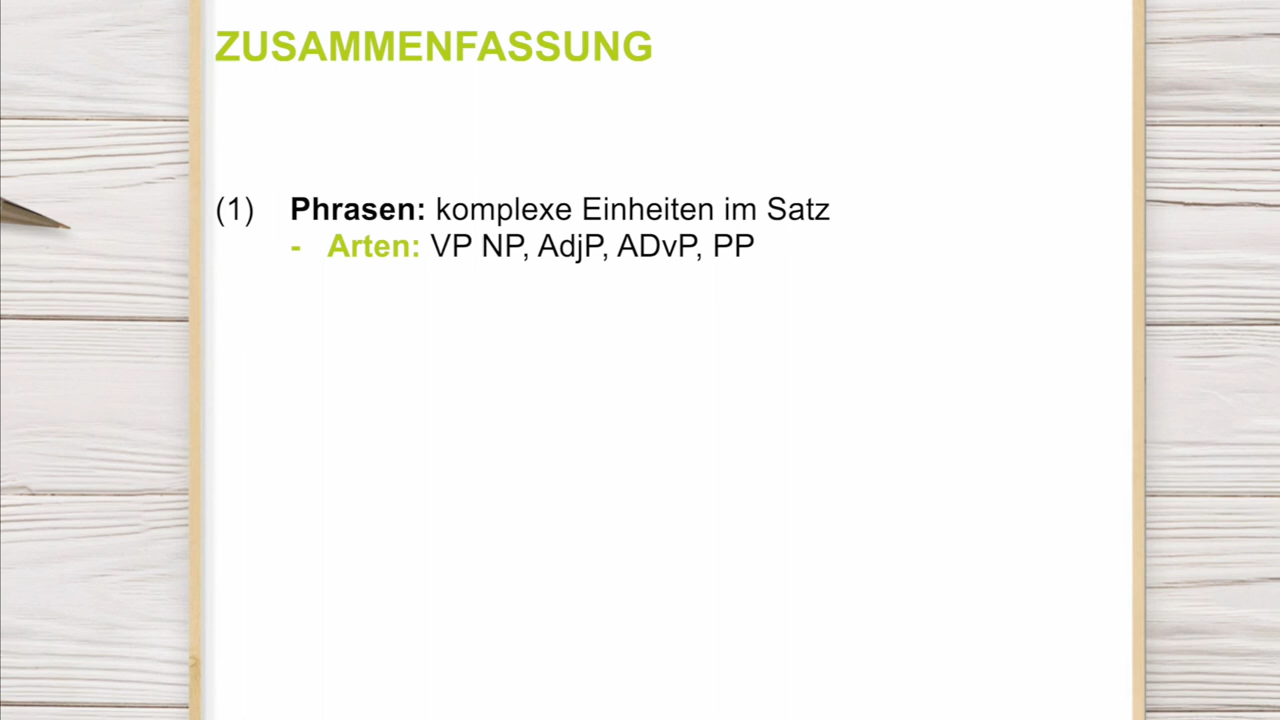 ZUSAMMENFASSUNG
(1) Phrasen: komplexe Einheiten im Satz
- Arten: VP NP, AdjP, ADvP, PP